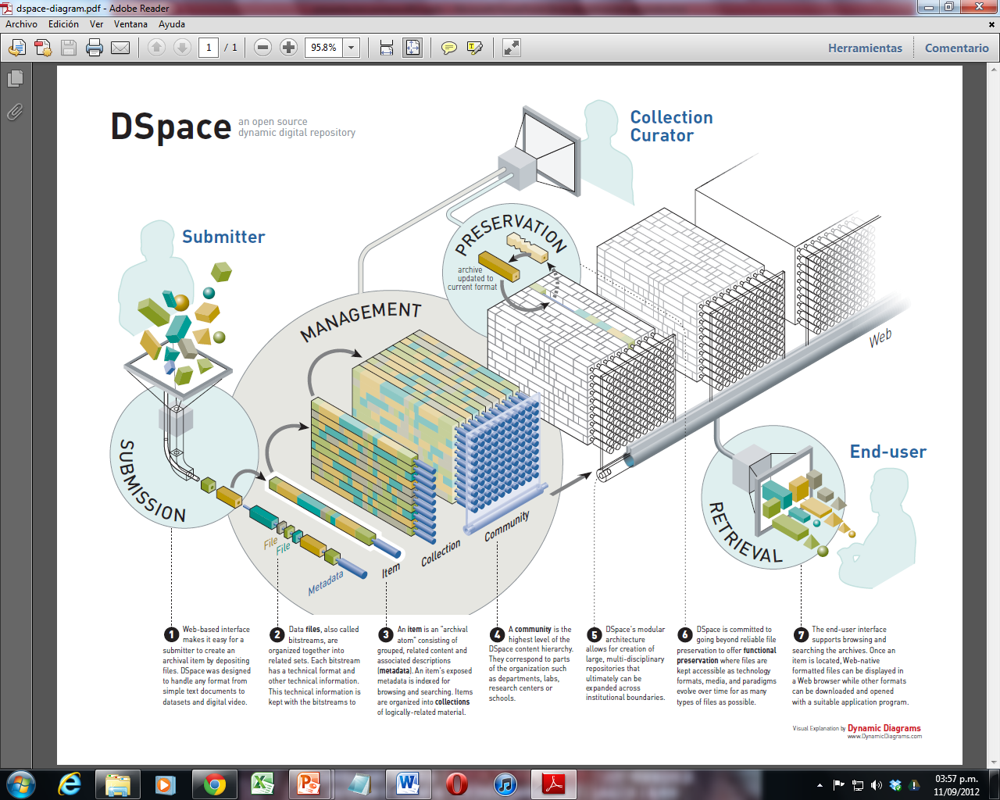 dspace-diagram.pdf - Adobe Reader
Archivo Edición Ver Ventana Ayuda
1 / 1 95.8% Herramientas Comentario
DSpace
an open source
dynamic digital repository
Collection
Curator
Submitter
PRESERVATION
archive
updated to
current format
MANAGEMENT
Web
SUBMISSION
End-user
RETRIEVAL
File
File
Metadata
Item
Collection
Community
1 Web-based interface
makes it easy for a
submitter to create an
archival item by depositing
files. DSpace was designed
to handle any format from
simple text documents to
datasets and digital video.
2 Data files, also called
bitstreams, are
organized together into
related sets. Each bitstream
has a technical format and
other technical information.
This technical information is
kept with the bitstreams to
3 An item is an "archival
atom" consisting of
grouped, related content and
associated descriptions
(metadata). An item's exposed
metadata is indexed for
browsing and searching. Items
are organized into collections
of logically-related material.
4 A community is the
highest level of the
DSpace content hierarchy.
They correspond to parts
of the organization such
as departments, labs,
research centers or
schools.
5 DSpace's modular
architecture
allows for creation of
large, multi-disciplinary
repositories that
ultimately can be
expanded across
institutional boundaries.
6 DSpace is committed to
going beyond reliable file
preservation to offer functional
preservation where files are
kept accessible as technology
formats, media, and paradigms
evolve over time for as many
types of files as possible.
7 The end-user interface
supports browsing and
searching the archives. Once an
item is located, Web-native
formatted files can be displayed in
a Web browser while other formats
can be downloaded and opened
with a suitable application program.
Visual Explanation by Dynamic Diagrams
www.DynamicDiagrams.com
03:57 p.m.
11/09/2012